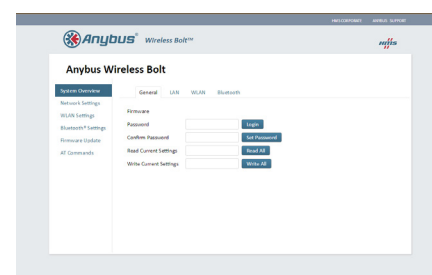 HMS CORPORATE ANYBUS SUPPORT
Anybus® Wireless Bolt™
HMS
Anybus Wireless Bolt
System Overview
General LAN WLAN Bluetooth
Network Settings
WLAN Settings
Bluetooth® Settings
Firmware Update
AT Commands
Firmware
Password Login
Confirm Password Set Password
Read Current Settings Read All
Write Current Settings Write All